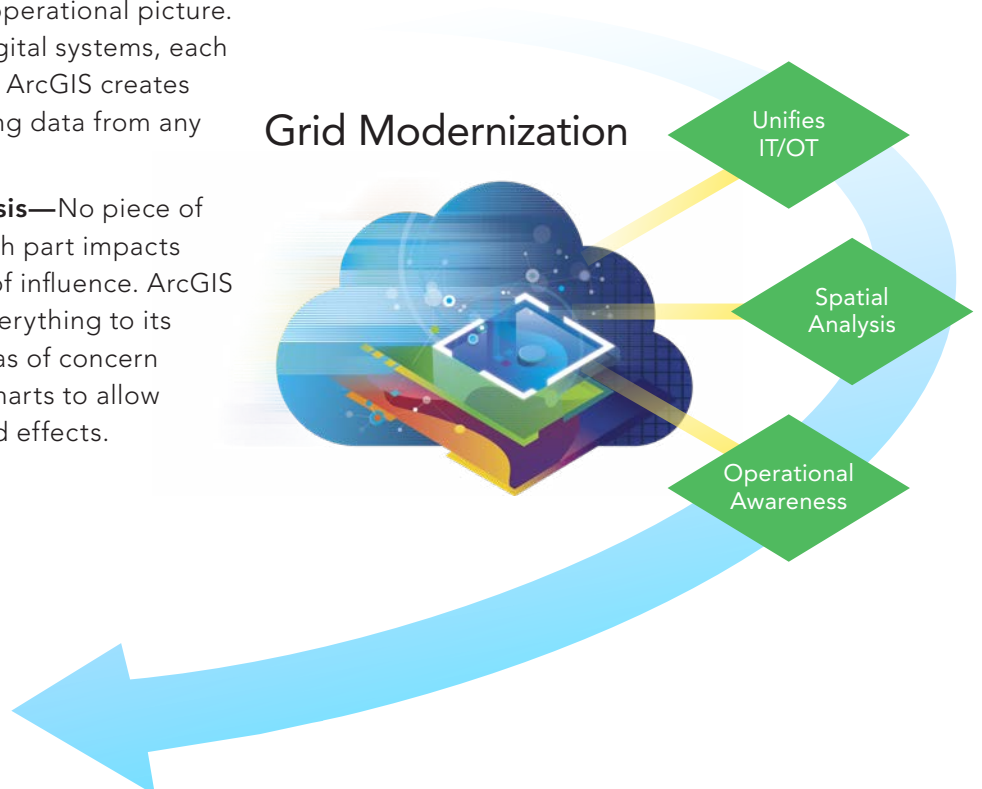 operational picture.
gital systems, each
ArcGIS creates
ng data from any
sis—No piece of
h part impacts
of influence. ArcGIS
erything to its
as of concern
harts to allow
d effects.
Grid Modernization
Unifies
IT/OT
Spatial
Analysis
Operational
Awareness